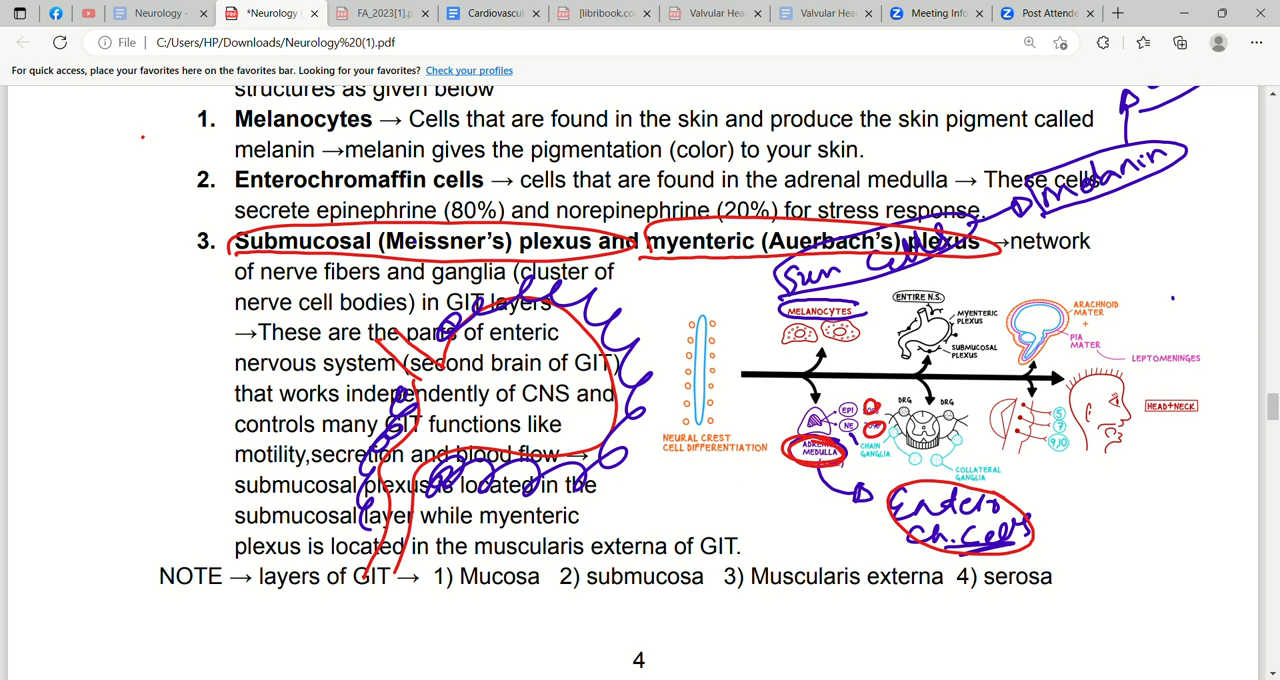 Neurology -
*Neurology (
FA_2023[1].p
Cardiovascul
[libribook.co
Valvular Hea
Valvular Hea
Meeting Info
Post Attende
File | C:/Users/HP/Downloads/Neurology%20(1).pdf
For quick access, place your favorites here on the favorites bar. Looking for your favorites? Check your profiles
structures as given below
1. Melanocytes → Cells that are found in the skin and produce the skin pigment called
melanin →melanin gives the pigmentation (color) to your skin.
Melanin
2. Enterochromaffin cells → cells that are found in the adrenal medulla → These cells
secrete epinephrine (80%) and norepinephrine (20%) for stress response.
3. Submucosal (Meissner's) plexus and myenteric (Auerbach's) plexus →network
of nerve fibers and ganglia (cluster of
nerve cell bodies) in GIT layers
→These are the parts of enteric
nervous system (second brain of GIT)
that works independently of CNS and
controls many GIT functions like
motility,secretion and blood flow →
submucosal plexus is located in the
submucosal layer while myenteric
plexus is located in the muscularis externa of GIT.
Cells
MELANOCYTES
ENTIRE N.S.
MYENTERIC
PLEXUS
SUBMUCOSAL
PLEXUS
ARACHNOID
MATER
+
PIA
MATER
LEPTOMENINGES
NEURAL CREST
CELL DIFFERENTIATION
EPI
NE
ADRENAL
MEDULLA
DRG
DRG
CHAIN
GANGLIA
COLLATERAL
GANGLIA
5
7
9,10
HEAD+NECK
Entero
Ch. Cells
NOTE → layers of GIT→ 1) Mucosa 2) submucosa 3) Muscularis externa 4) serosa
4